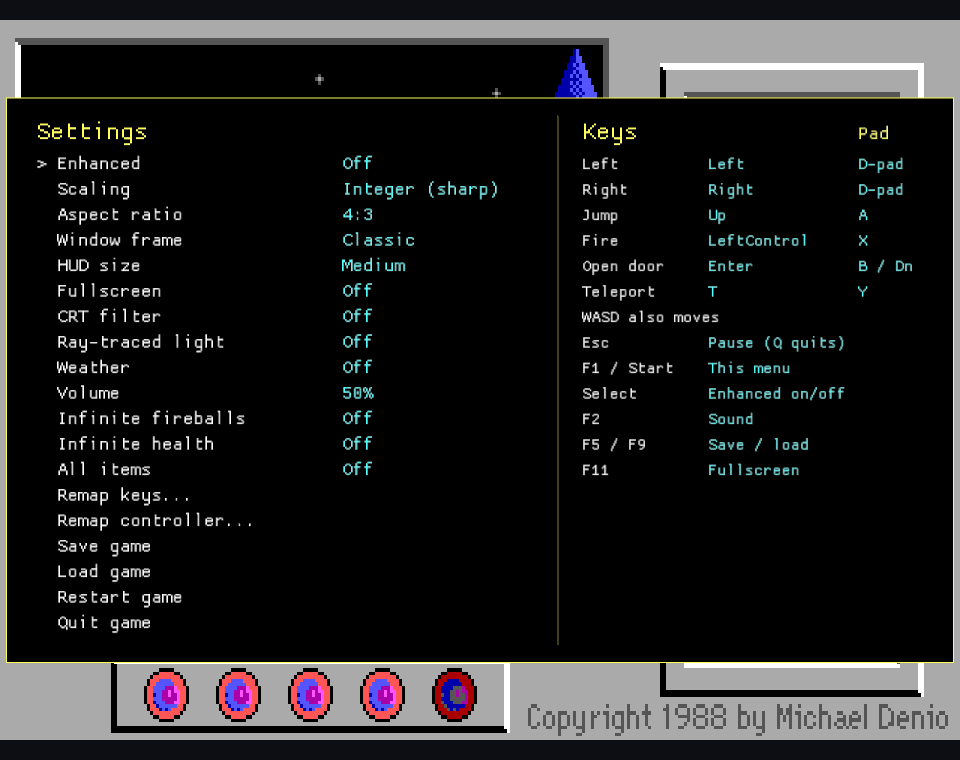 Settings
> Enhanced Off
Scaling Integer (sharp)
Aspect ratio 4:3
Window frame Classic
HUD size Medium
Fullscreen Off
CRT filter Off
Ray-traced light Off
Weather Off
Volume 50%
Infinite fireballs Off
Infinite health Off
All items Off
Remap keys...
Remap controller...
Save game
Load game
Restart game
Quit game
Keys Pad
Left Left D-pad
Right Right D-pad
Jump Up A
Fire LeftControl X
Open door Enter B / Dn
Teleport T Y
WASD also moves
Esc Pause (Q quits)
F1 / Start This menu
Select Enhanced on/off
F2 Sound
F5 / F9 Save / load
F11 Fullscreen
Copyright 1988 by Michael Denio